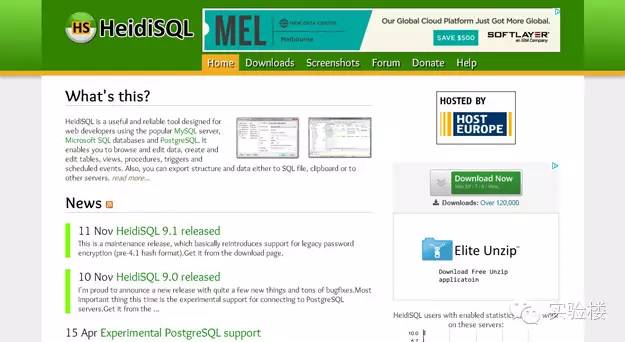 HS HeidiSQL
MEL
Melbourne
Our Global Cloud Platform Just Got More Global.
SAVE $500
SOFTLAYER
an IBM Company
Home Downloads Screenshots Forum Donate Help
What's this?
HeidiSQL is a useful and reliable tool designed for
web developers using the popular MySQL server,
Microsoft SQL databases and PostgreSQL. It
enables you to browse and edit data, create and
edit tables, views, procedures, triggers and
scheduled events. Also, you can export structure and data either to SQL file, clipboard or to
other servers. read more...
News
11 Nov HeidiSQL 9.1 released
This is a maintenance release, which basically reintroduces support for legacy password
encryption (pre-4.1 hash format).Get it from the download page.
10 Nov HeidiSQL 9.0 released
I'm proud to announce a new release with quite a few new things and tons of bugfixes.Most
important thing this time is the experimental support for connecting to PostgreSQL
servers.Get it from the ...
15 Apr Experimental PostgreSQL support
HOSTED BY
HOST
EUROPE
Download Now
Downloads: Over 120,000
Elite Unzip™
Download Free Unzip
applicatoin
HeidiSQL users with enabled statistic
on these servers:
10.0
实验楼